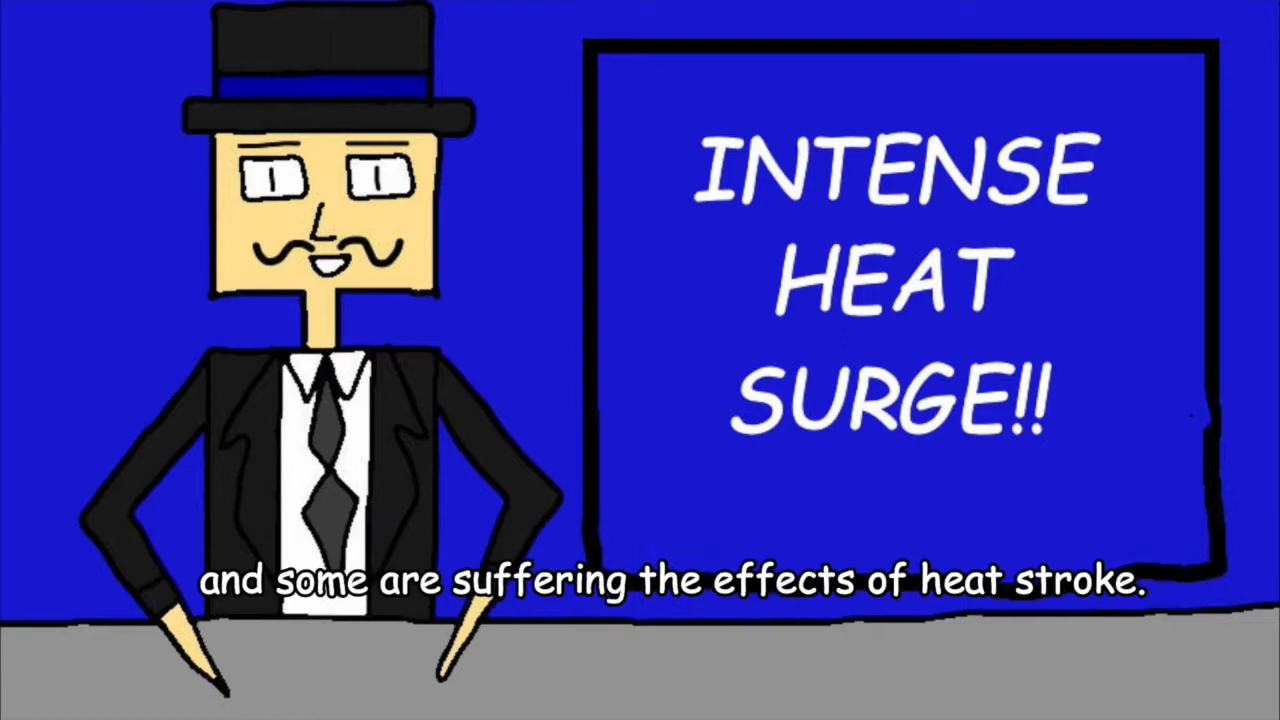 INTENSE
HEAT
SURGE!!
and some are suffering the effects of heat stroke.